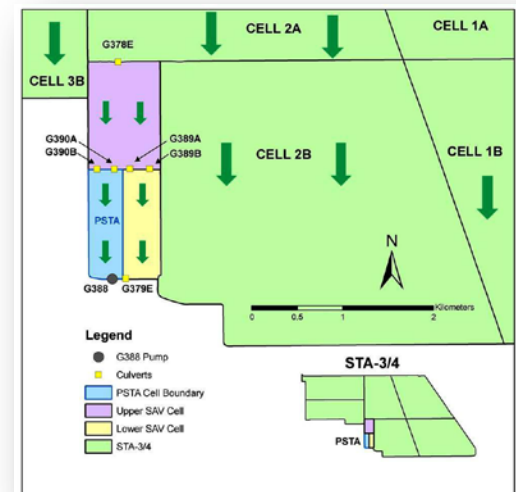 CELL 2A
CELL 1A
G378E
CELL 3B
G390A
G389A
G390B
G389B
CELL 2B
CELL 1B
PSTA
N
G388
G379E
Kilometers
0 0.5 1 2
Legend
G388 Pump
Culverts
PSTA Cell Boundary
Upper SAV Cell
Lower SAV Cell
STA-3/4
STA-3/4
PSTA